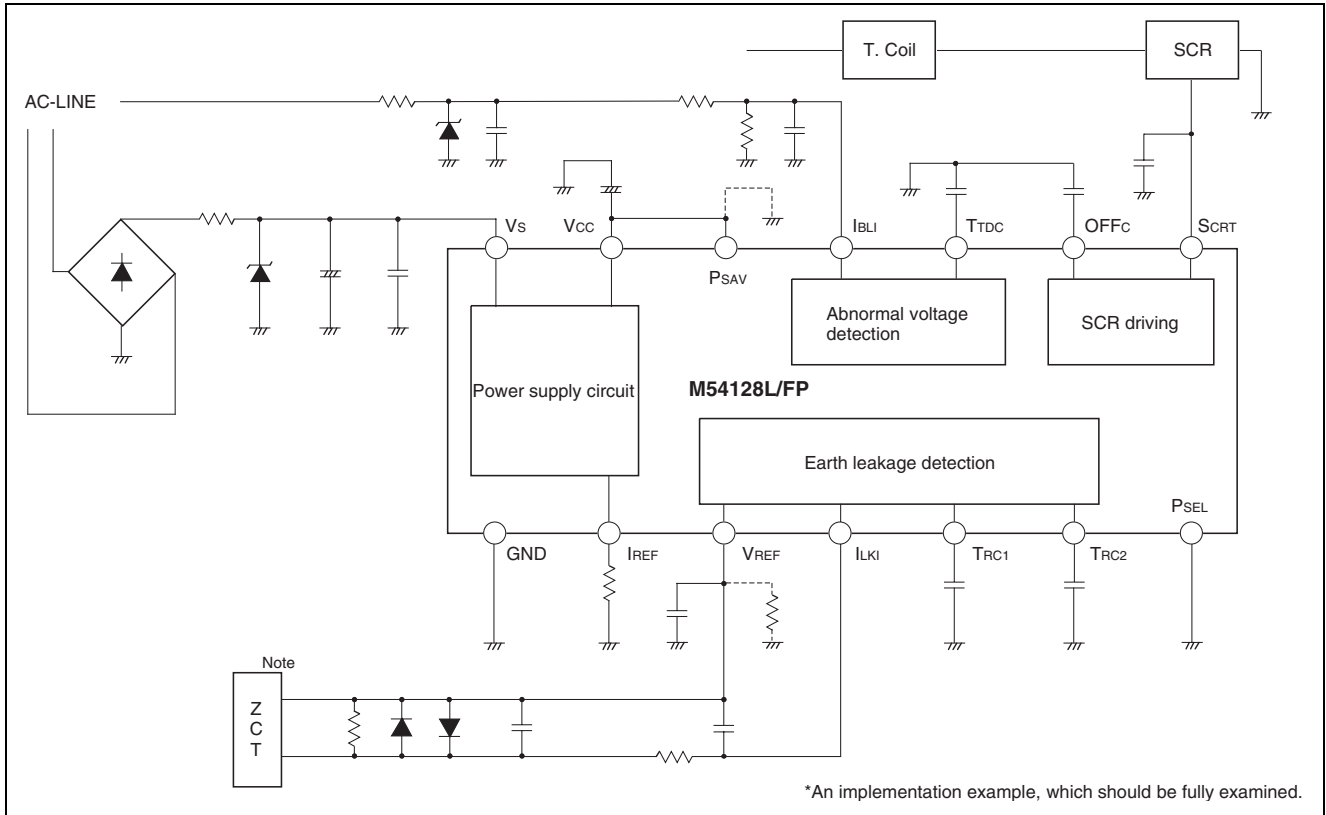 T. Coil
SCR
AC-LINE
VS
VCC
PSAV
IBLI
TTDC
OFFC
SCRT
Abnormal voltage
detection
SCR driving
Power supply circuit
M54128L/FP
Earth leakage detection
PSEL
GND
IREF
VREF
ILKI
TRC1
TRC2
Note
Z
C
T
*An implementation example, which should be fully examined.